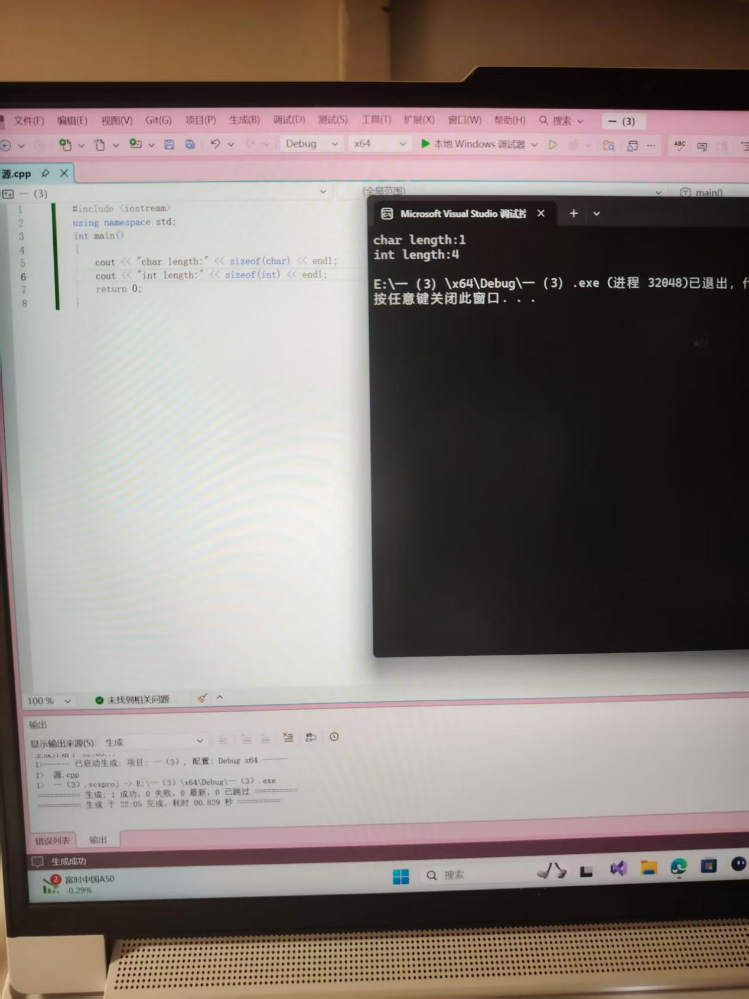 文件(F) 编辑(E) 视图(V) Git(G) 项目(P) 生成(B) 调试(D) 测试(S) 工具(T) 扩展(X) 窗口(W) 帮助(H) 搜索 一 (3)
Debug x64 本地 Windows 调试器 ABC
源.cpp
一 (3) (全局范围) main()
1 #include <iostream>
2 using namespace std;
3 int main()
4 {
5 cout << "char length:" << sizeof(char) << endl;
6 cout << "int length:" << sizeof(int) << endl;
7 return 0;
8 }
Microsoft Visual Studio 调试
char length:1
int length:4
E:\一 (3) \x64\Debug\一 (3) .exe (进程 32048)已退出,
按任意键关闭此窗口. . .
100 % 未找到相关问题
输出
显示输出来源(S): 生成
1>------ 已启动生成: 项目: 一 (3) , 配置: Debug x64 ------
1> 源.cpp
1> 一 (3) .vcxproj -> E:\一 (3) \x64\Debug\一 (3) .exe
========== 生成: 1 成功,0 失败,0 最新,0 已跳过 ==========
========== 生成 于 22:05 完成,耗时 00.829 秒 ==========
错误列表 输出
生成成功
2 富时中国A50
-0.29%
搜索